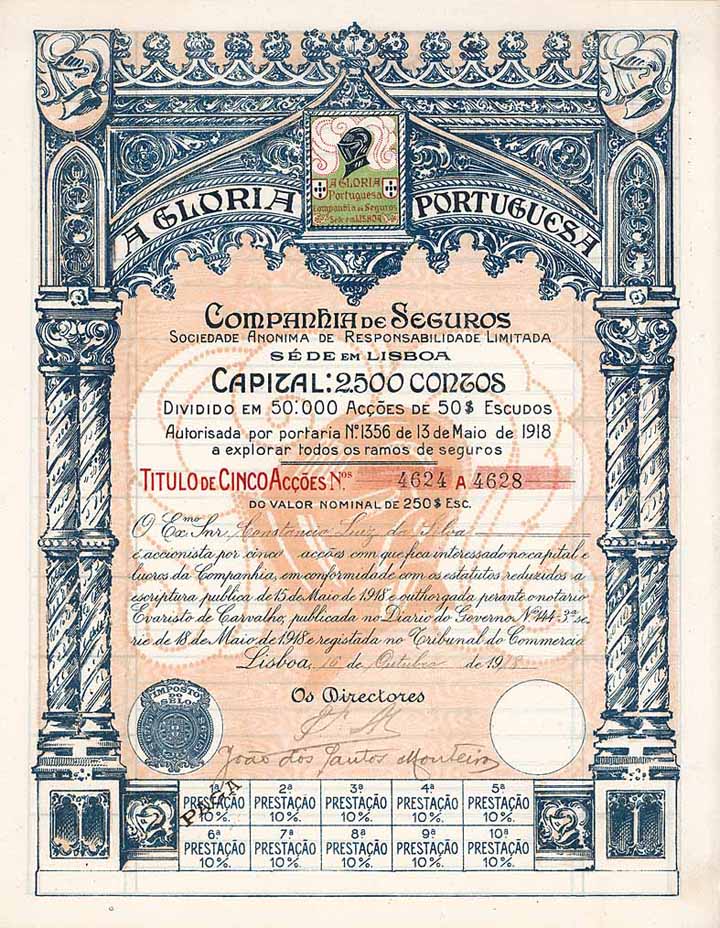 A GLORIA PORTUGUESA
A GLORIA
Portuguesa
Companhia de Seguros
Séde em LISBOA
COMPANHIA DE SEGUROS
SOCIEDADE ANONIMA DE RESPONSABILIDADE LIMITADA
SÉDE EM LISBOA
CAPITAL: 2.500 CONTOS
DIVIDIDO EM 50:000 ACÇÕES DE 50$ ESCUDOS
Autorisada por portaria Nº 1356 de 13 de Maio de 1918
a explorar todos os ramos de seguros
TITULO DE CINCO ACÇÕES Nos 4624 A 4628
DO VALOR NOMINAL DE 250$ ESC.
O Exmo Snr. Constancio Luiz da Silva
é accionista por cinco acções com que fica interessado no capital e
lucros da Companhia, em conformidade com os estatutos reduzidos a
escriptura publica de 15 de Maio de 1918 e outhorgada perante o notario
Evaristo de Carvalho, publicada no Diario do Governo Nº 144-3ª se-
rie de 18 de Maio de 1918 e registada no Tribunal do Commercio
Lisboa, 16 de Outubro de 1918
Os Directores
João dos Santos Monteiro
IMPOSTO
DO
SELO
1ª PRESTAÇÃO 10%. 2ª PRESTAÇÃO 10%. 3ª PRESTAÇÃO 10%. 4ª PRESTAÇÃO 10%. 5ª PRESTAÇÃO 10%.
PAGA
6ª PRESTAÇÃO 10%. 7ª PRESTAÇÃO 10%. 8ª PRESTAÇÃO 10%. 9ª PRESTAÇÃO 10%. 10ª PRESTAÇÃO 10%.